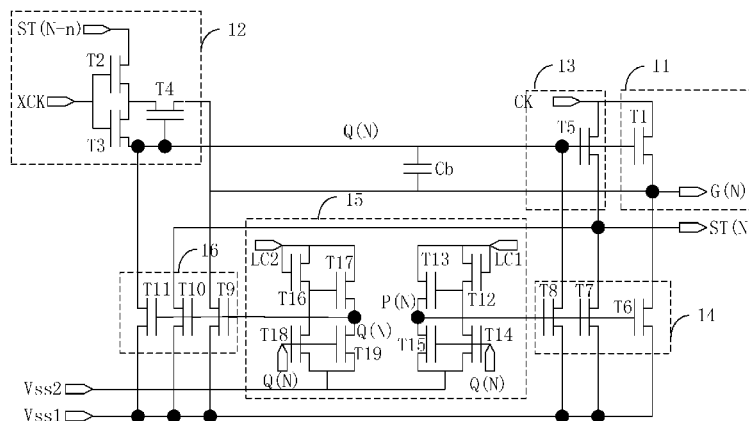 ST(N-n)
12
T2
XCK
T4
T3
13
11
CK
T5
T1
Q(N)
Cb
G(N)
15
ST(N
16
LC2
T17
T16
T13
LC1
T12
P(N)
T11
T10
T9
Q(N)
T18
T19
T15
T14
T8
T7
T6
14
Q(N)
Q(N)
Vss2
Vss1